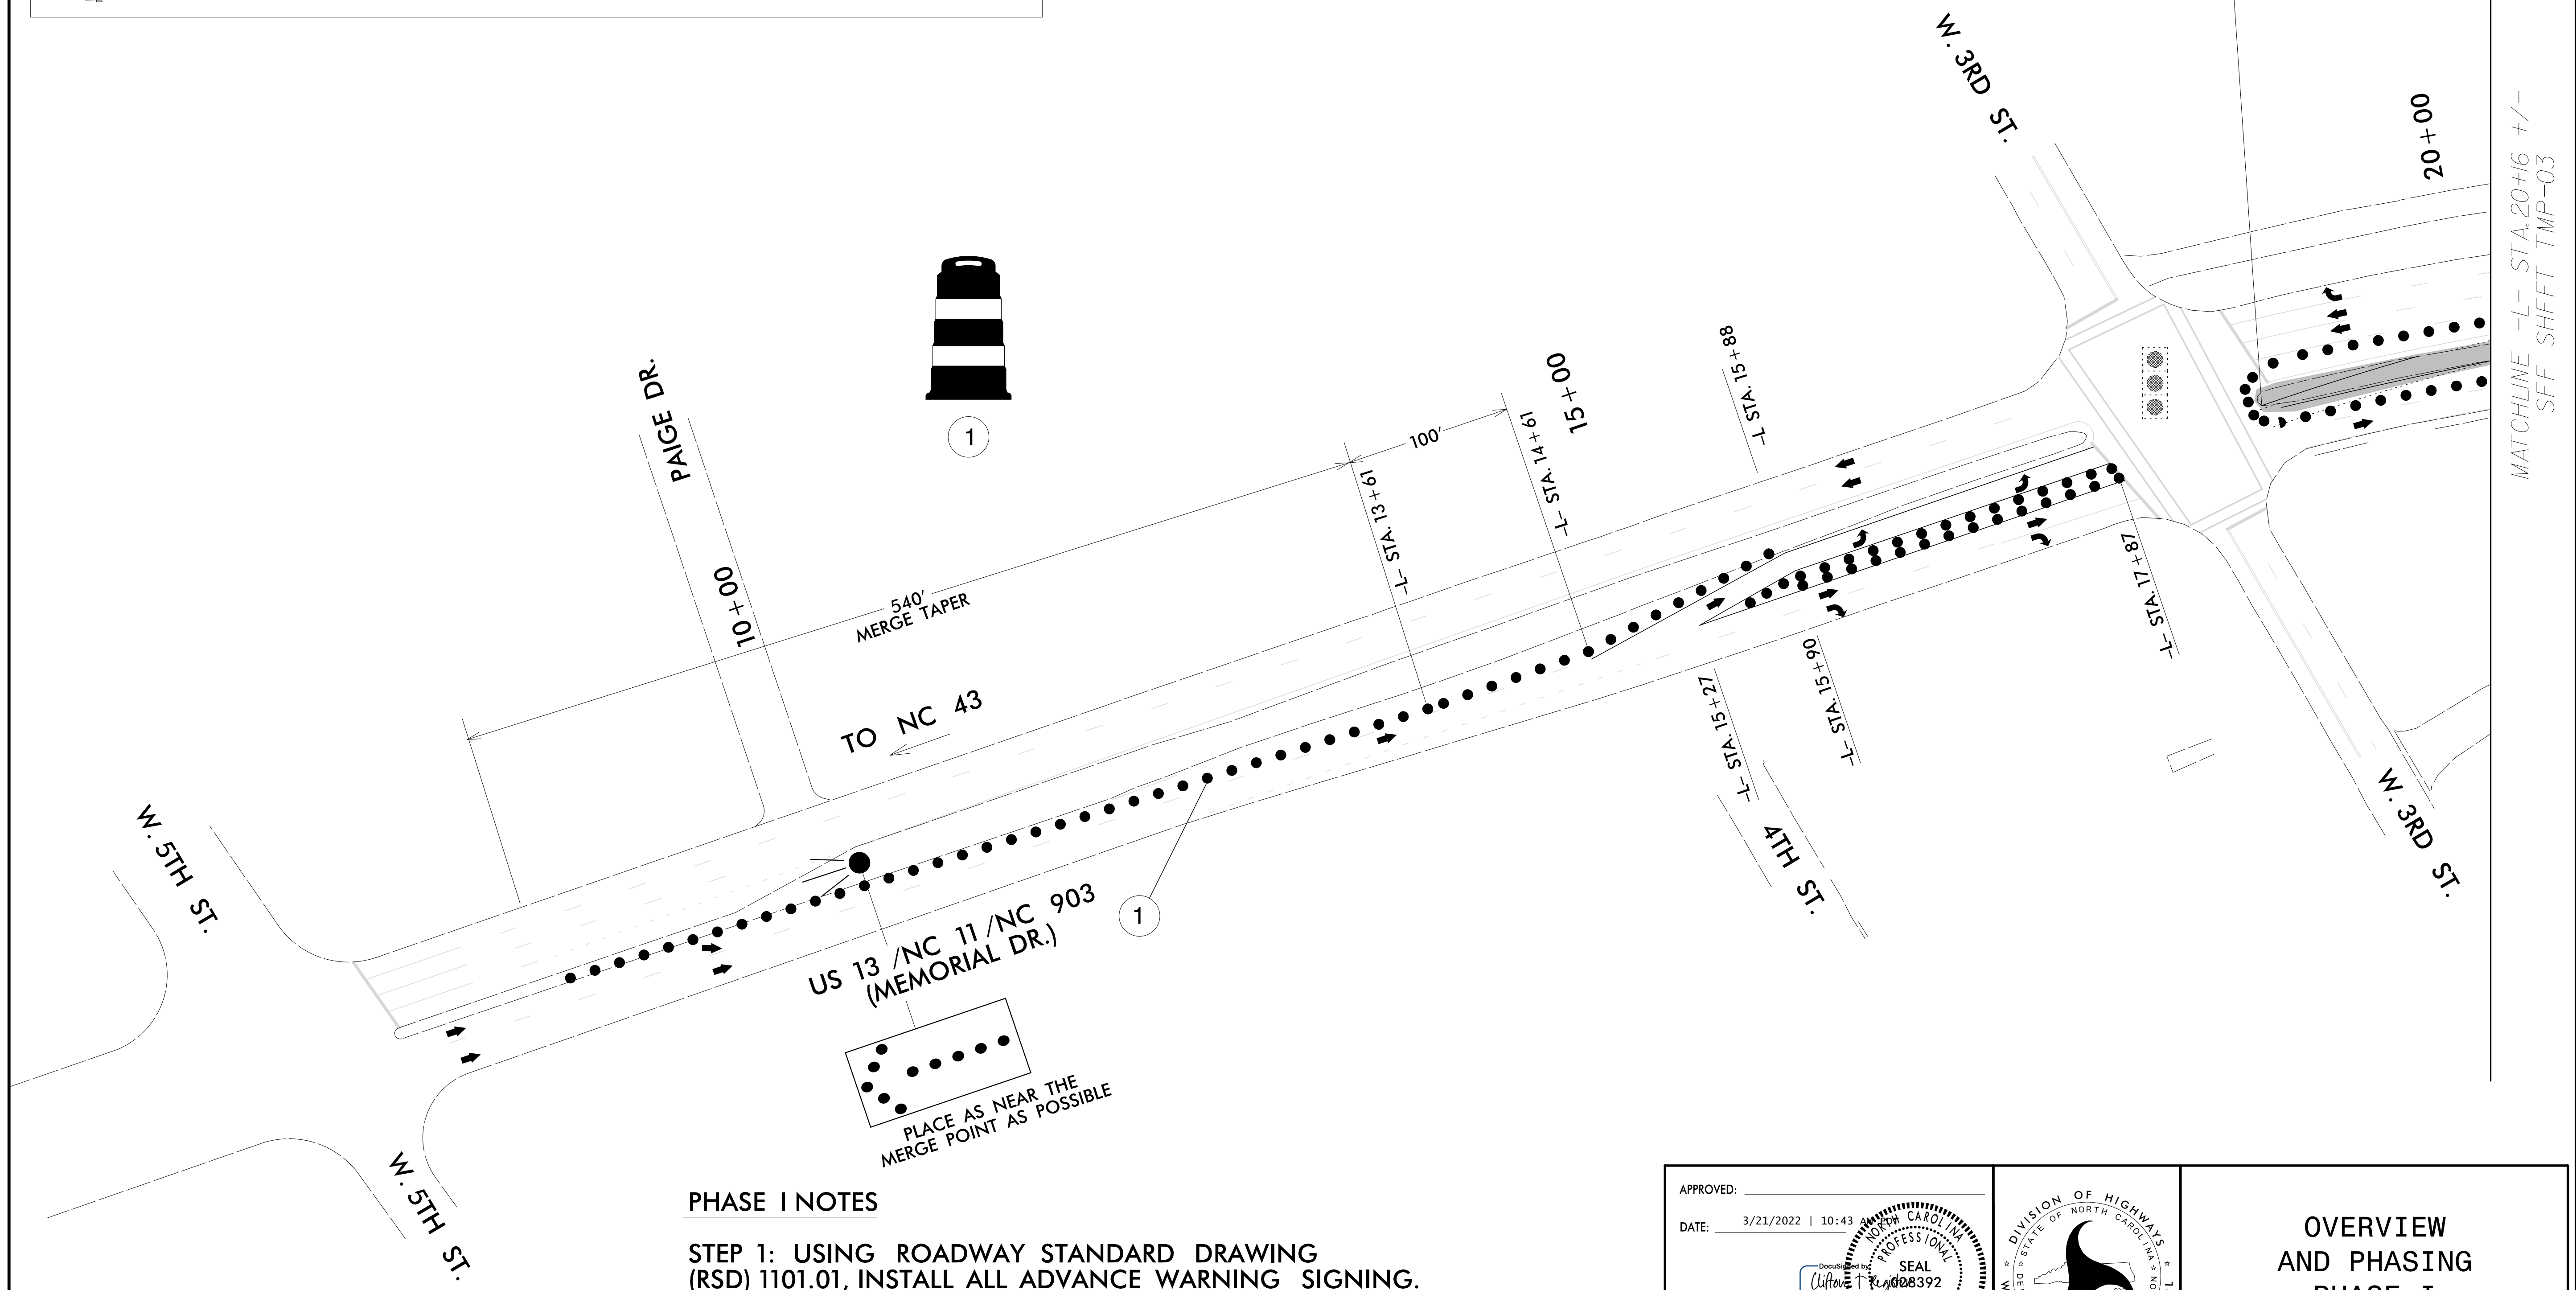 W. 3RD ST.
20+00
MATCHLINE -L- STA.20+16 +/-
SEE SHEET TMP-03
-L STA. 15+88
15+00
PAIGE DR.
1
100'
-L- STA. 14+61
-L- STA. 13+61
10+00
540'
MERGE TAPER
-L- STA. 17+87
-L- STA. 15+90
-L- STA. 15+27
TO NC 43
W. 3RD ST.
4TH ST.
W. 5TH ST.
1
US 13 /NC 11 /NC 903
(MEMORIAL DR.)
PLACE AS NEAR THE
MERGE POINT AS POSSIBLE
W. 5TH ST.
PHASE I NOTES
STEP 1: USING ROADWAY STANDARD DRAWING
(RSD) 1101.01, INSTALL ALL ADVANCE WARNING SIGNING.
APPROVED:
DATE: 3/21/2022 | 10:43
NORTH CAROLINA
PROFESSIONAL
SEAL
028392
DocuSigned by
DIVISION OF HIGHWAYS
STATE OF NORTH CAROLINA
OVERVIEW
AND PHASING
PHASE I